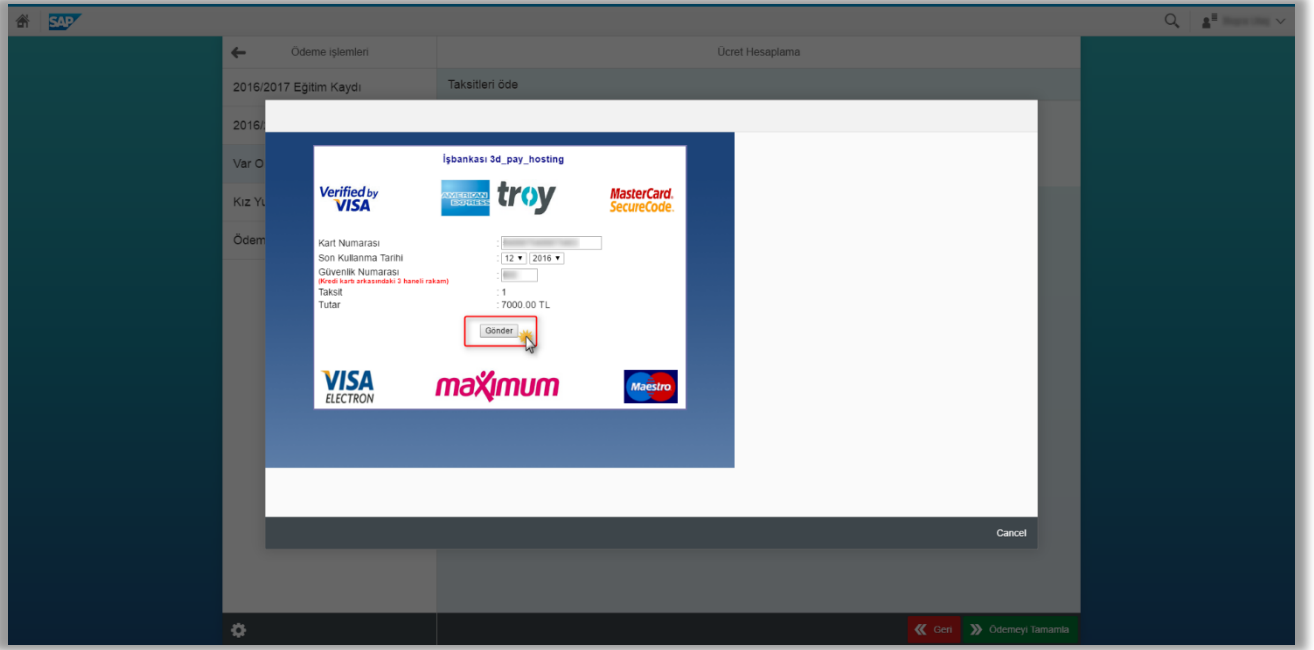 SAP
Ödeme işlemleri
Ücret Hesaplama
2016/2017 Eğitim Kaydı
Taksitleri öde
2016/
Var O
Kız Yu
Ödem
İşbankası 3d_pay_hosting
Verified by
VISA
AMERICAN
EXPRESS
troy
MasterCard.
SecureCode.
Kart Numarası :
Son Kullanma Tarihi : 12 2016
Güvenlik Numarası :
(Kredi kartı arkasındaki 3 haneli rakam)
Taksit : 1
Tutar : 7000.00 TL
Gönder
VISA
ELECTRON
maximum
Maestro
Cancel
Geri
Ödemeyi Tamamla